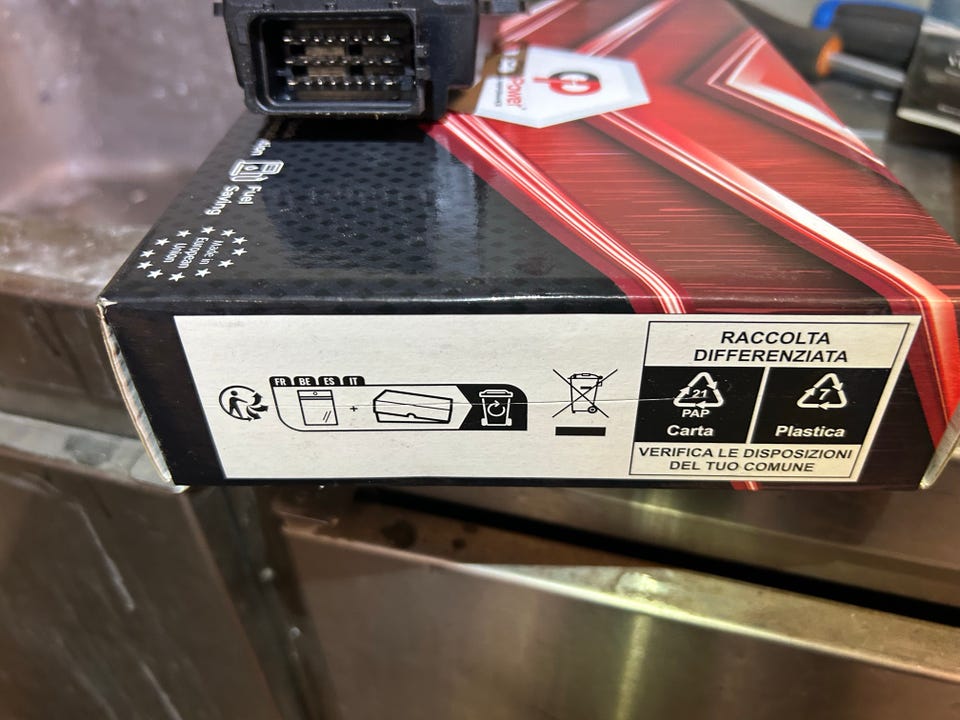 Power
Fuel
Saving
Made in
European
Union
FR BE ES IT
+
RACCOLTA
DIFFERENZIATA
21
PAP
Carta
7
Plastica
VERIFICA LE DISPOSIZIONI
DEL TUO COMUNE